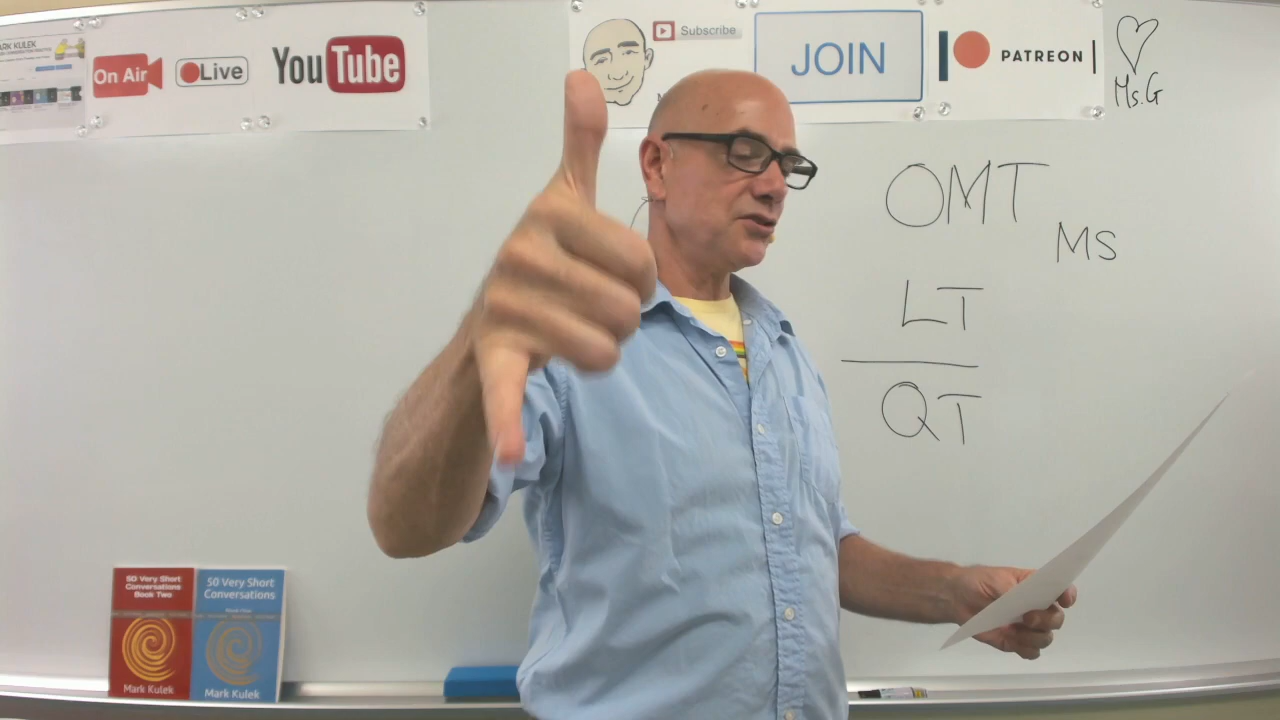 ARK KULEK
On Air
Live
YouTube
Subscribe
JOIN
PATREON
Ms.G
OMT
MS
LT
QT
50 Very Short
Conversations
Book Two
Mark Kulek
50 Very Short
Conversations
Mark Kulek